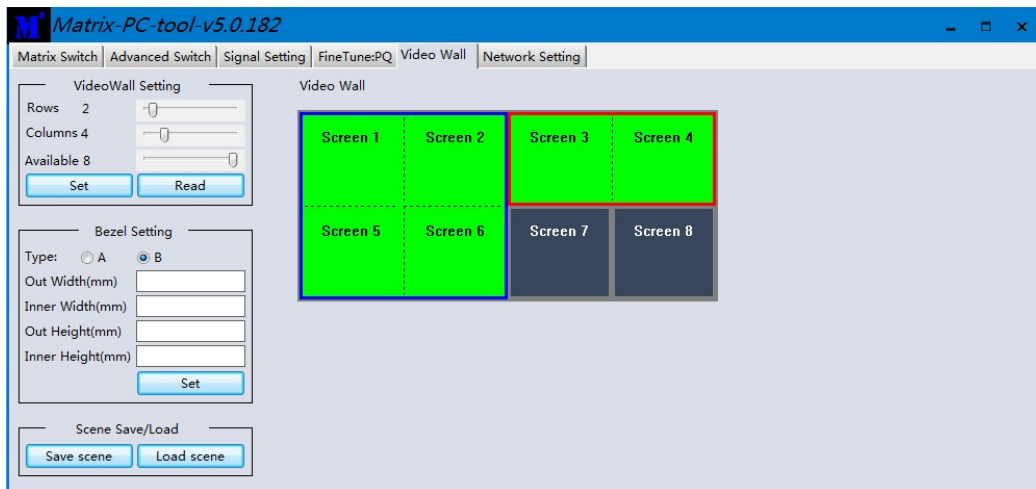 M Matrix-PC-tool-v5.0.182
Matrix Switch Advanced Switch Signal Setting FineTune:PQ Video Wall Network Setting
VideoWall Setting
Rows 2
Columns 4
Available 8
Set Read
Bezel Setting
Type: A B
Out Width(mm)
Inner Width(mm)
Out Height(mm)
Inner Height(mm)
Set
Scene Save/Load
Save scene Load scene
Video Wall
Screen 1 Screen 2 Screen 3 Screen 4
Screen 5 Screen 6 Screen 7 Screen 8